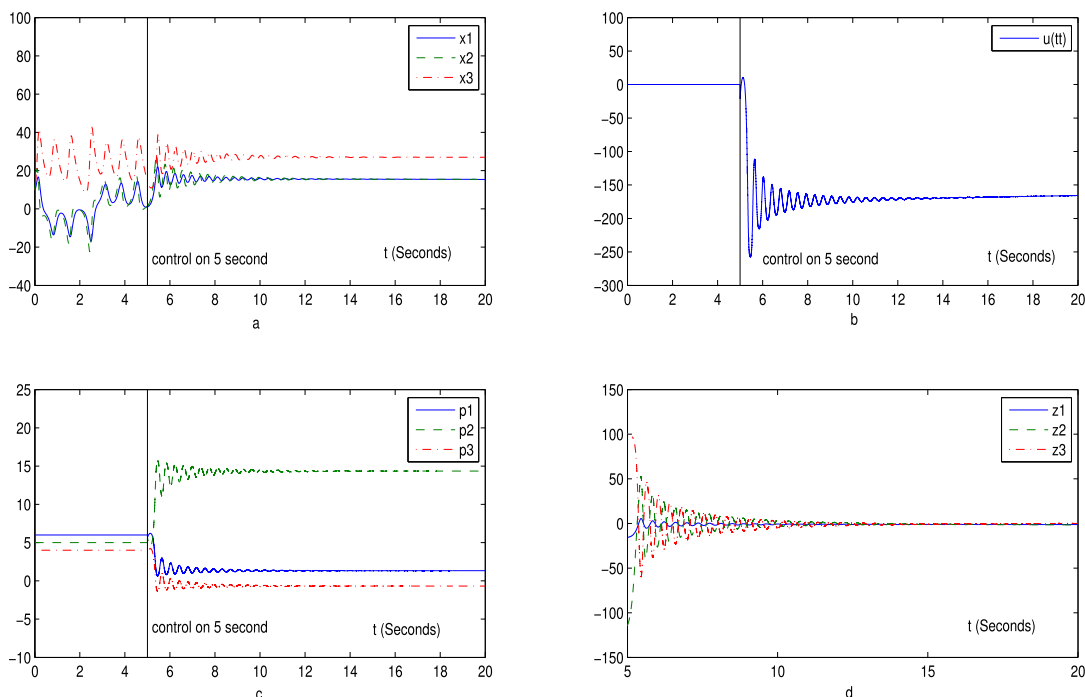 100
80
60
40
20
0
−20
−40
0 2 4 6 8 10 12 14 16 18 20
x1
x2
x3
control on 5 second
t (Seconds)
a
100
50
0
−50
−100
−150
−200
−250
−300
0 2 4 6 8 10 12 14 16 18 20
u(tt)
control on 5 second
t (Seconds)
b
25
20
15
10
5
0
−5
−10
0 2 4 6 8 10 12 14 16 18 20
p1
p2
p3
control on 5 second
t (Seconds)
c
150
100
50
0
−50
−100
−150
5 10 15 20
z1
z2
z3
t (Seconds)
d